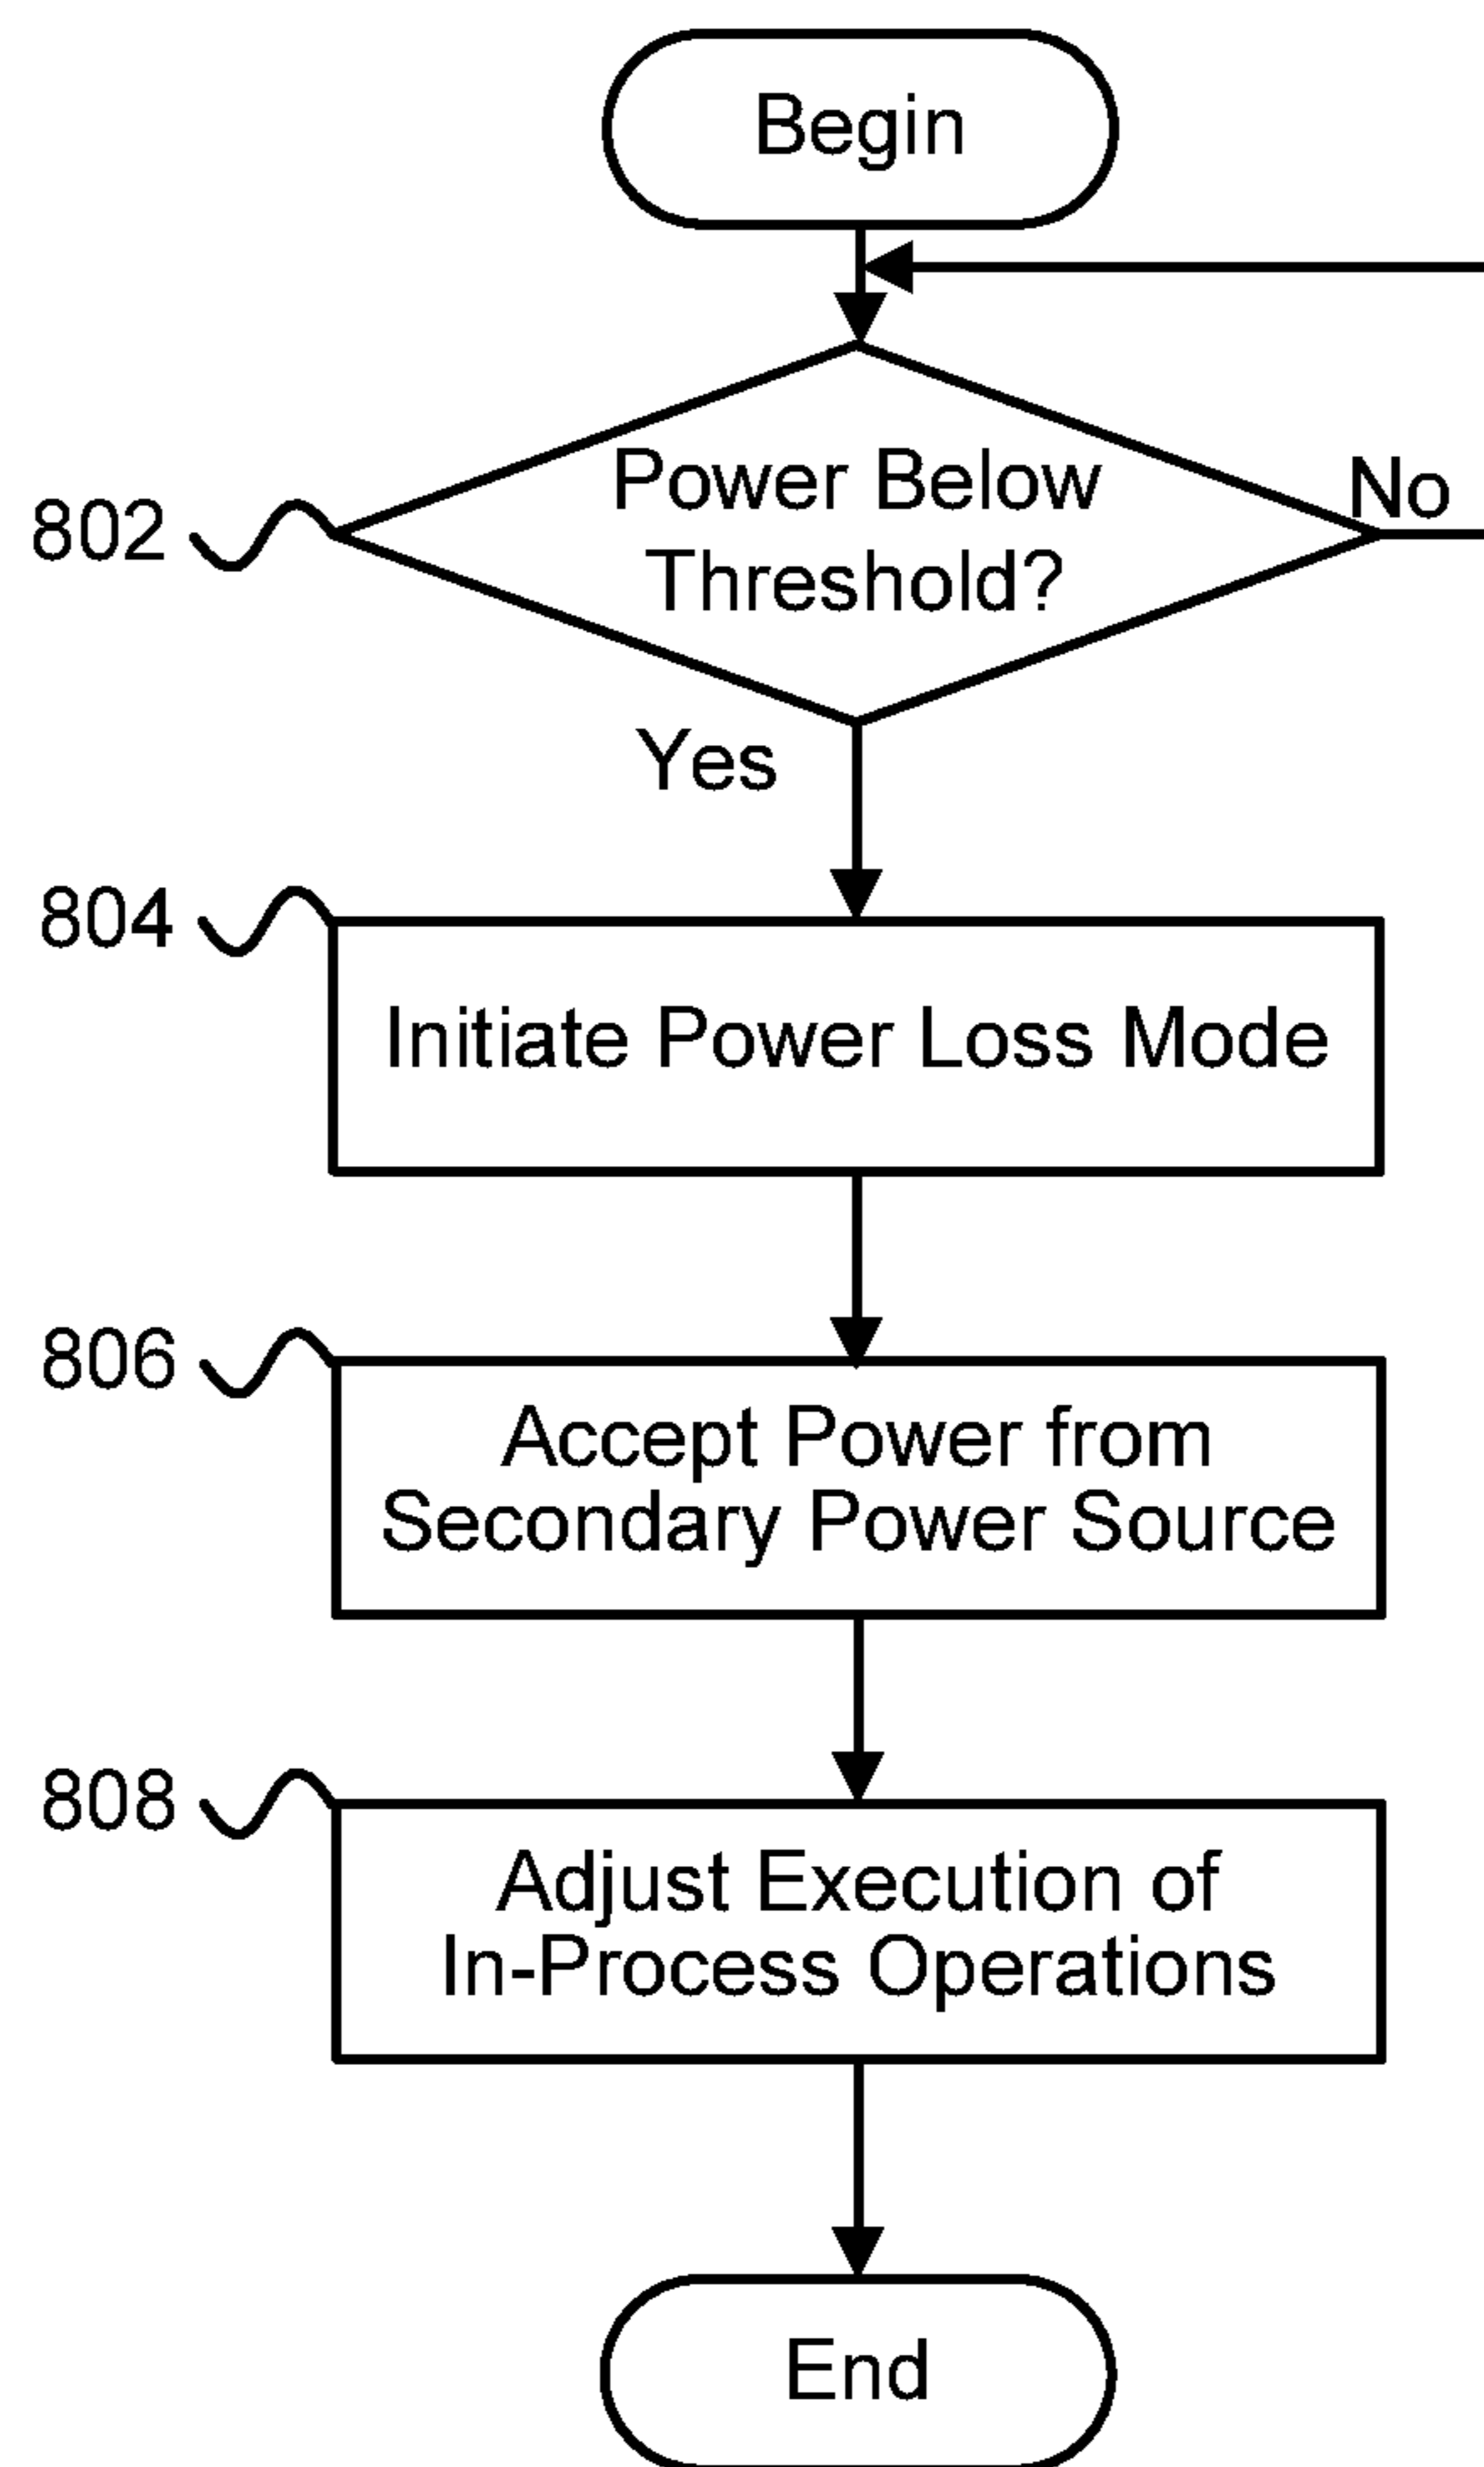 Begin
Power Below
Threshold?
No
802
Yes
804
Initiate Power Loss Mode
806
Accept Power from
Secondary Power Source
808
Adjust Execution of
In-Process Operations
End